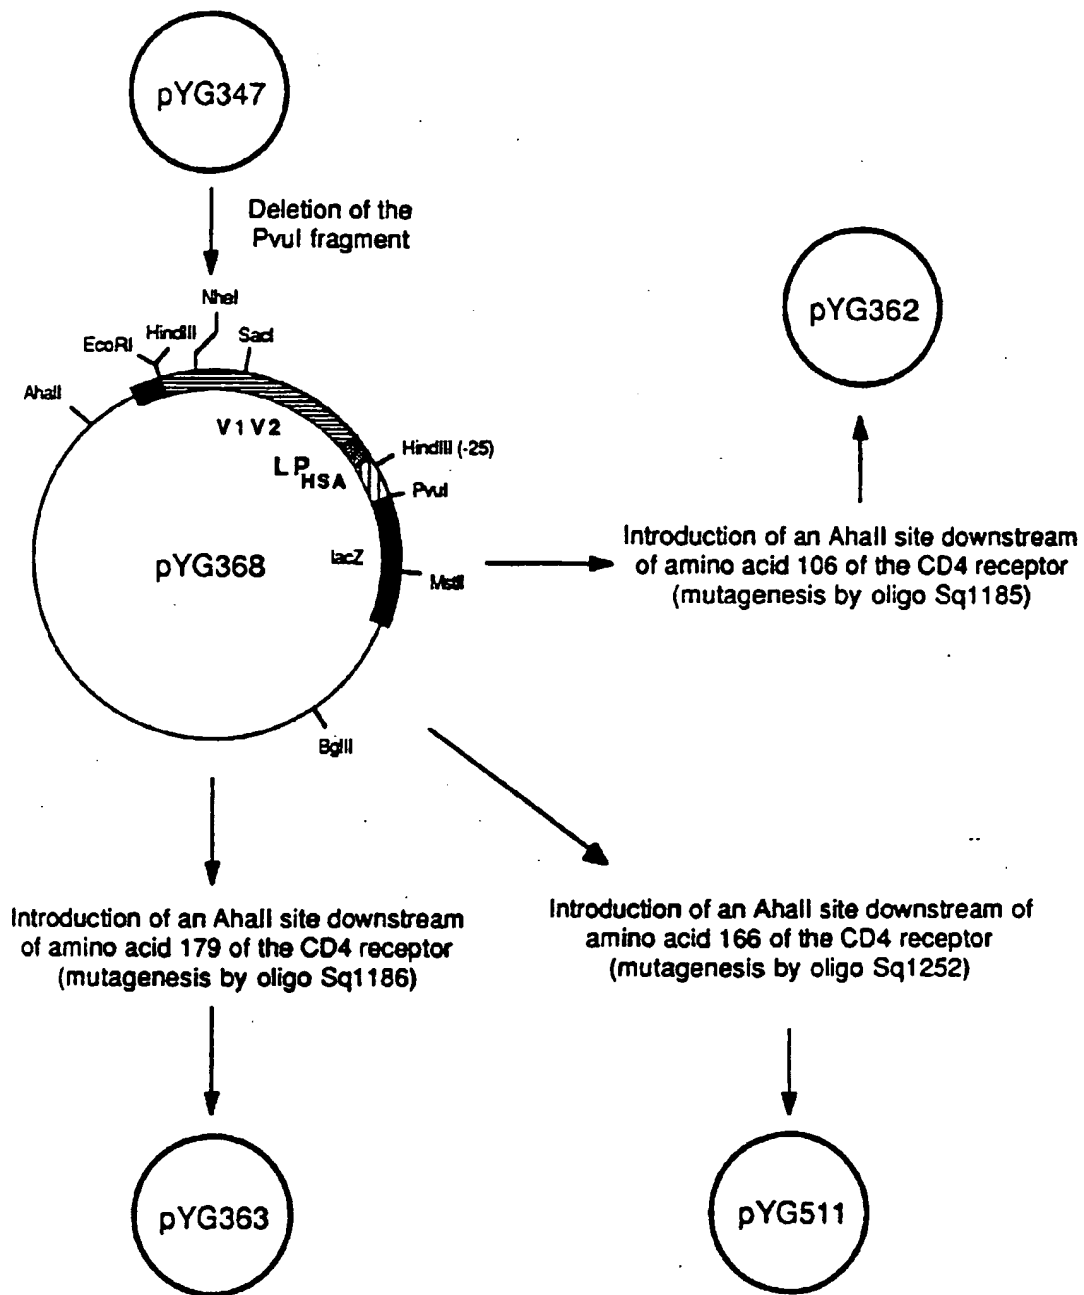 pYG347
Deletion of the
PvuI fragment
NheI
HindIII
SacI
EcoRI
AhaII
V1V2
HindIII (-25)
LP HSA
PvuI
lacZ
MstII
pYG368
BglII
pYG362
Introduction of an AhaII site downstream
of amino acid 106 of the CD4 receptor
(mutagenesis by oligo Sq1185)
Introduction of an AhaII site downstream
of amino acid 179 of the CD4 receptor
(mutagenesis by oligo Sq1186)
Introduction of an AhaII site downstream of
amino acid 166 of the CD4 receptor
(mutagenesis by oligo Sq1252)
pYG363
pYG511